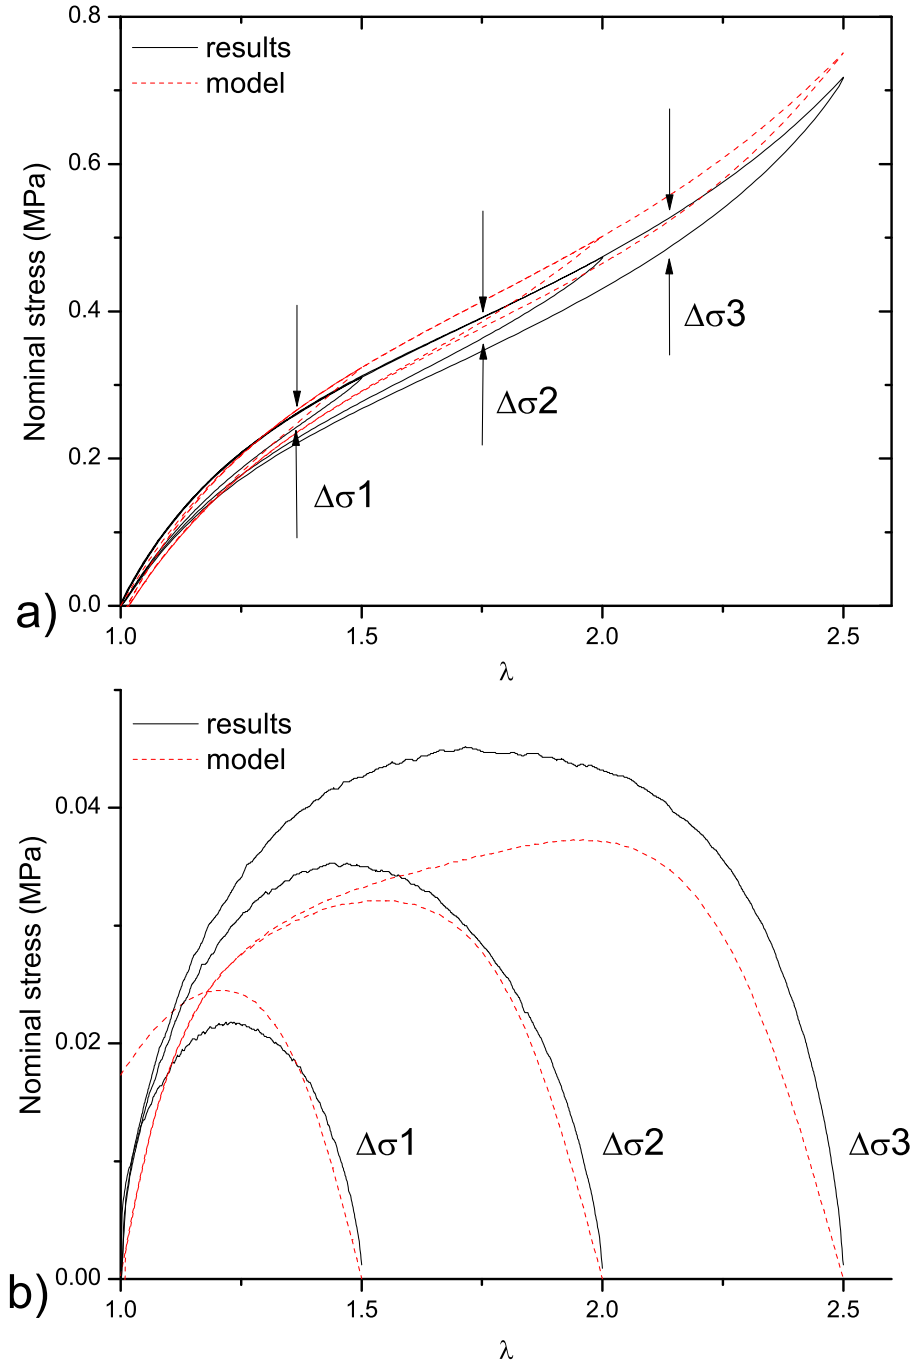 results
model
Nominal stress (MPa)
0.8
0.6
0.4
0.2
0.0
Δσ1
Δσ2
Δσ3
a)
1.0
1.5
2.0
2.5
λ
results
model
Nominal stress (MPa)
0.04
0.02
0.00
Δσ1
Δσ2
Δσ3
b)
1.0
1.5
2.0
2.5
λ